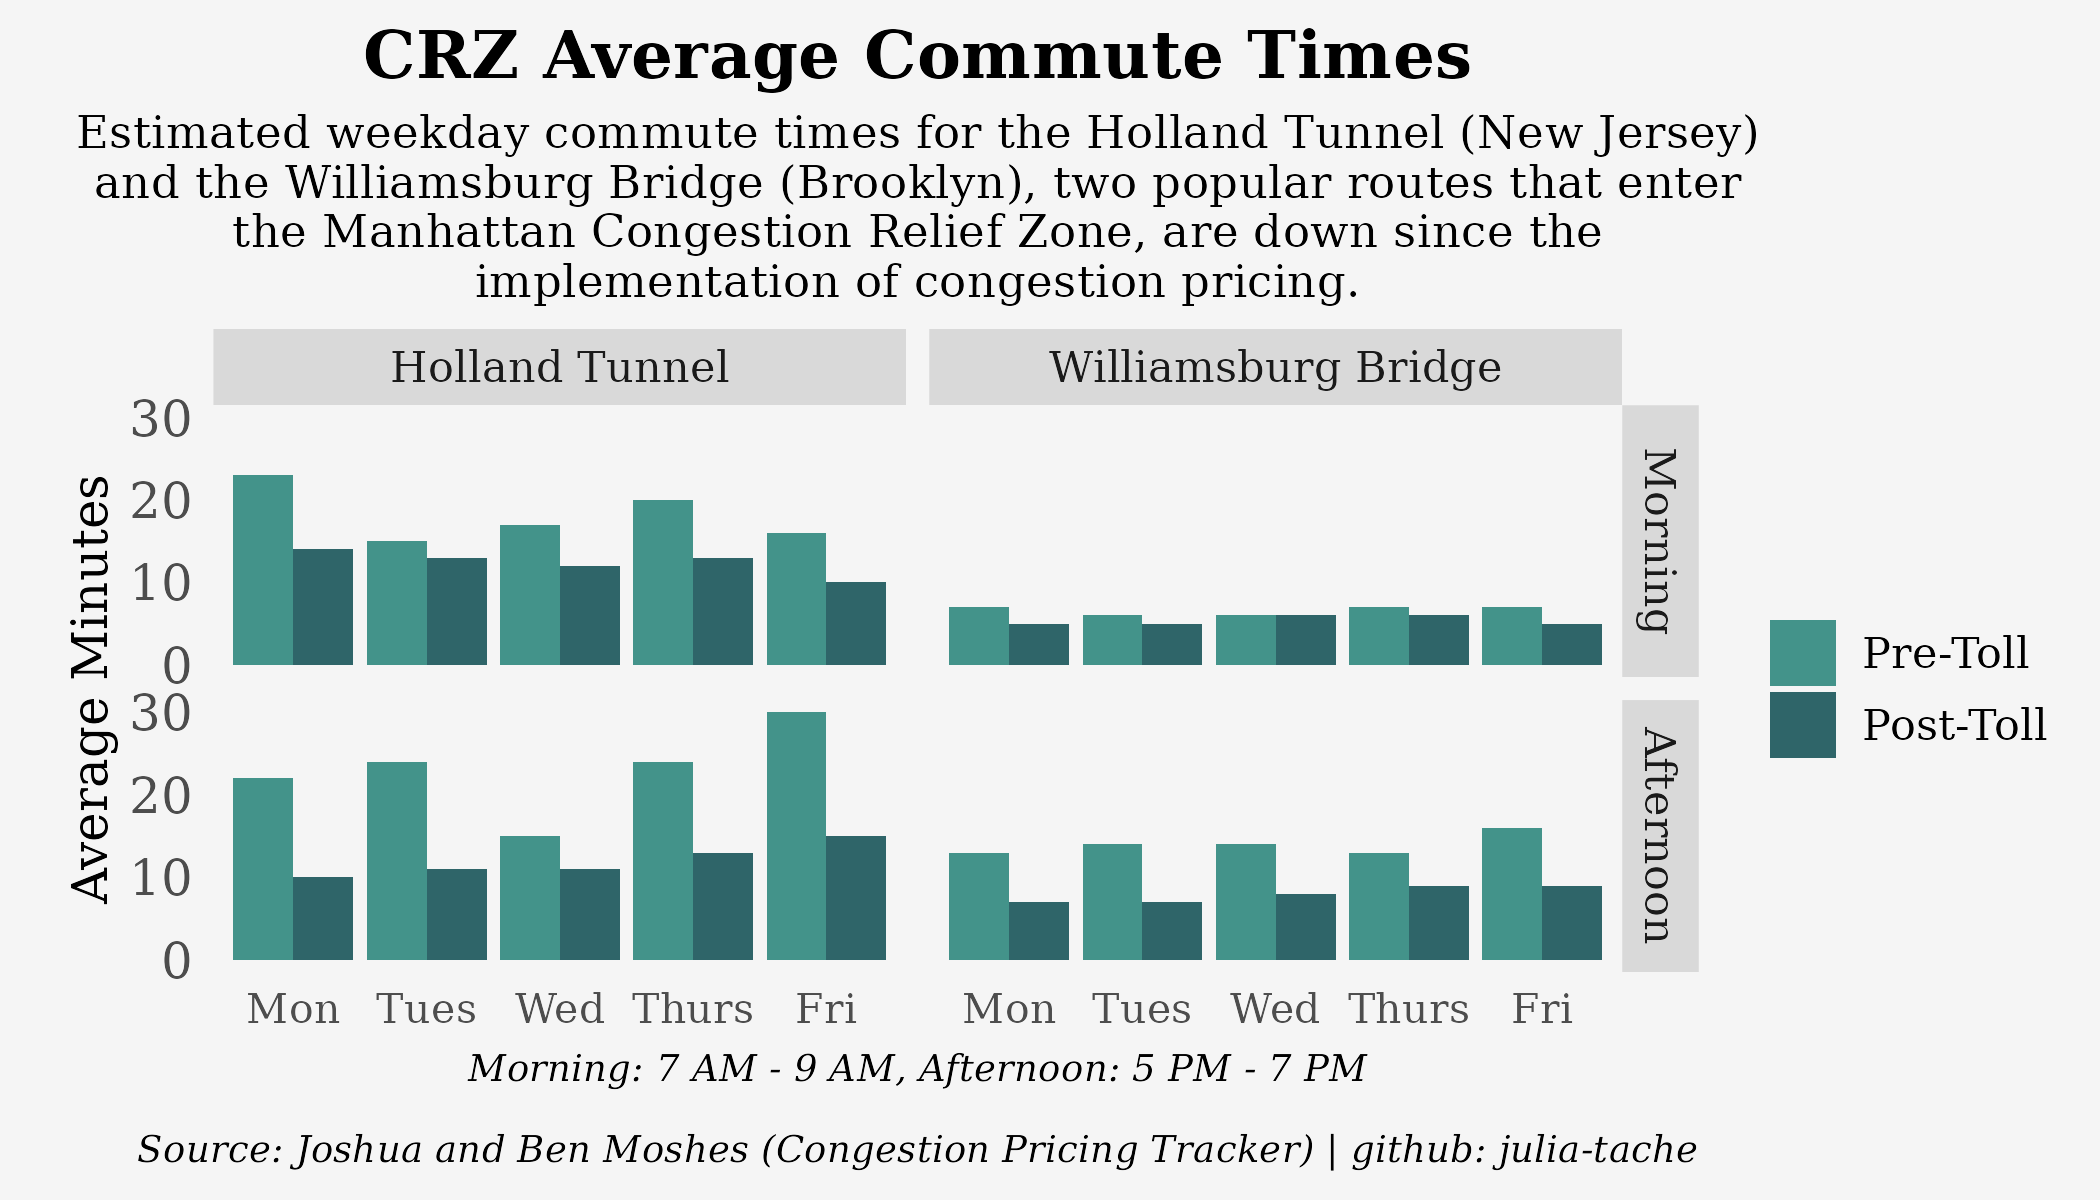 CRZ Average Commute Times
Estimated weekday commute times for the Holland Tunnel (New Jersey)
and the Williamsburg Bridge (Brooklyn), two popular routes that enter
the Manhattan Congestion Relief Zone, are down since the
implementation of congestion pricing.
Holland Tunnel
Williamsburg Bridge
Average Minutes
30
20
10
0
Morning
30
20
10
0
Afternoon
Pre-Toll
Post-Toll
Mon Tues Wed Thurs Fri
Mon Tues Wed Thurs Fri
Morning: 7 AM - 9 AM, Afternoon: 5 PM - 7 PM
Source: Joshua and Ben Moshes (Congestion Pricing Tracker) | github: julia-tache